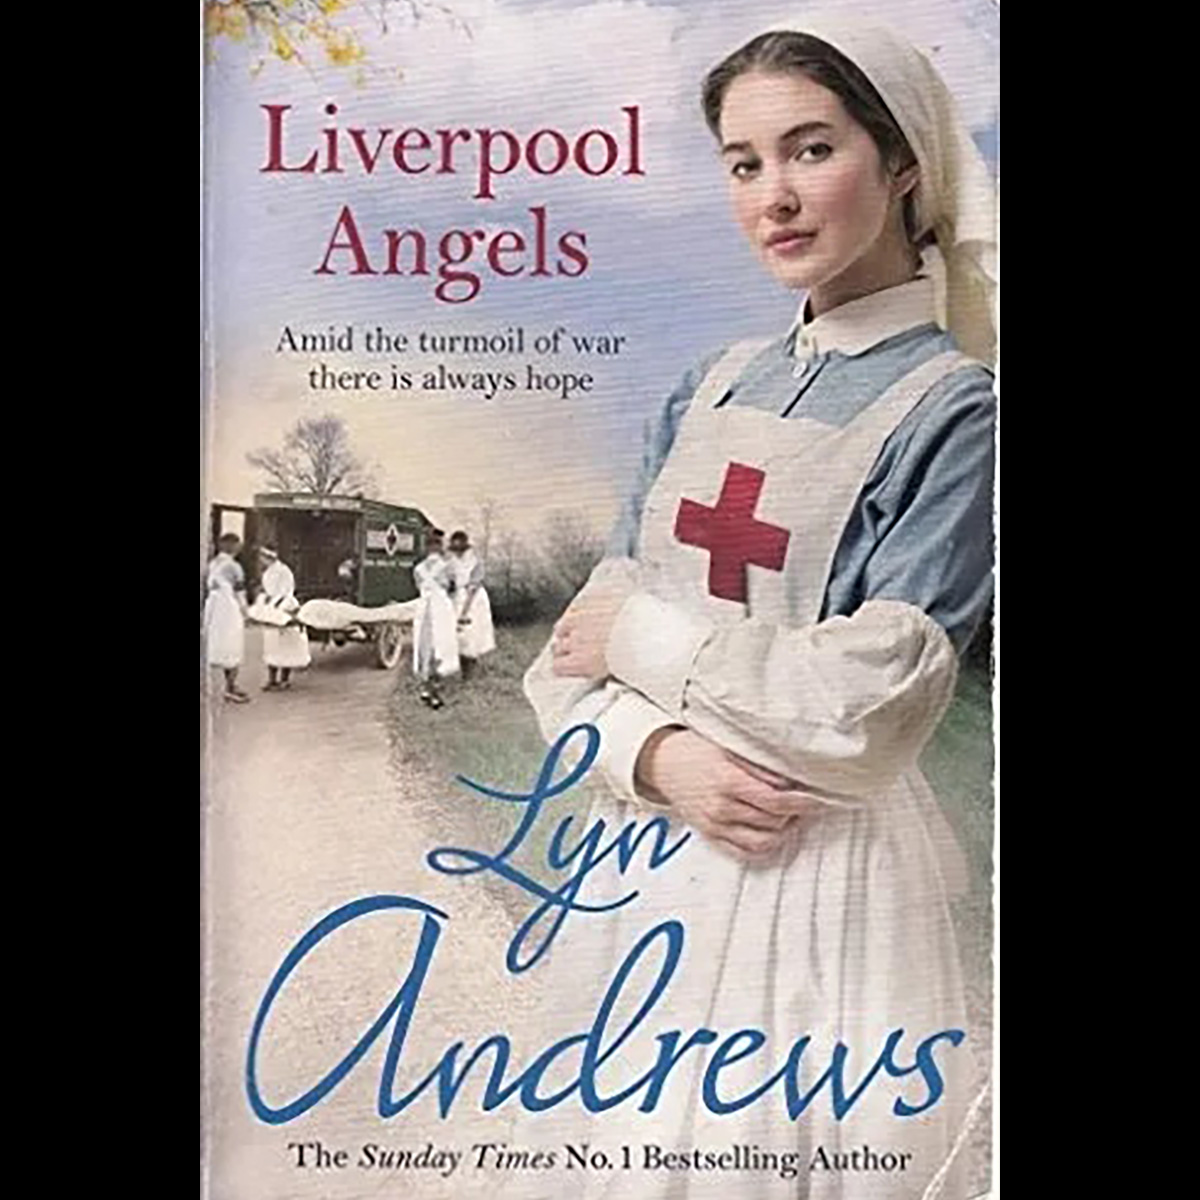 Liverpool
Angels
Amid the turmoil of war
there is always hope
Lyn
Andrews
The Sunday Times No. 1 Bestselling Author